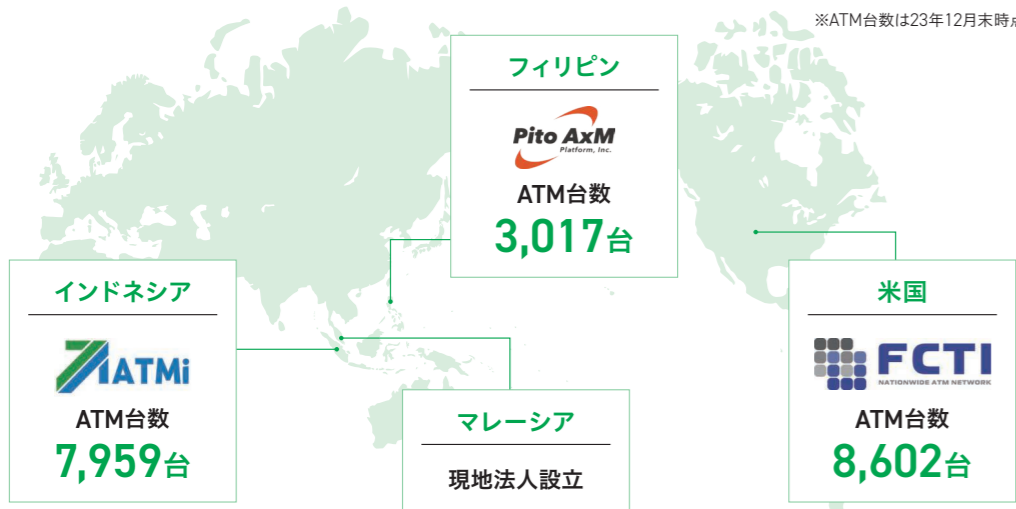 ※ATM台数は23年12月末時点
フィリピン
Pito AxM
Platform, Inc.
ATM台数
3,017台
インドネシア
ATMi
ATM台数
7,959台
マレーシア
現地法人設立
米国
FCTI
NATIONWIDE ATM NETWORK
ATM台数
8,602台